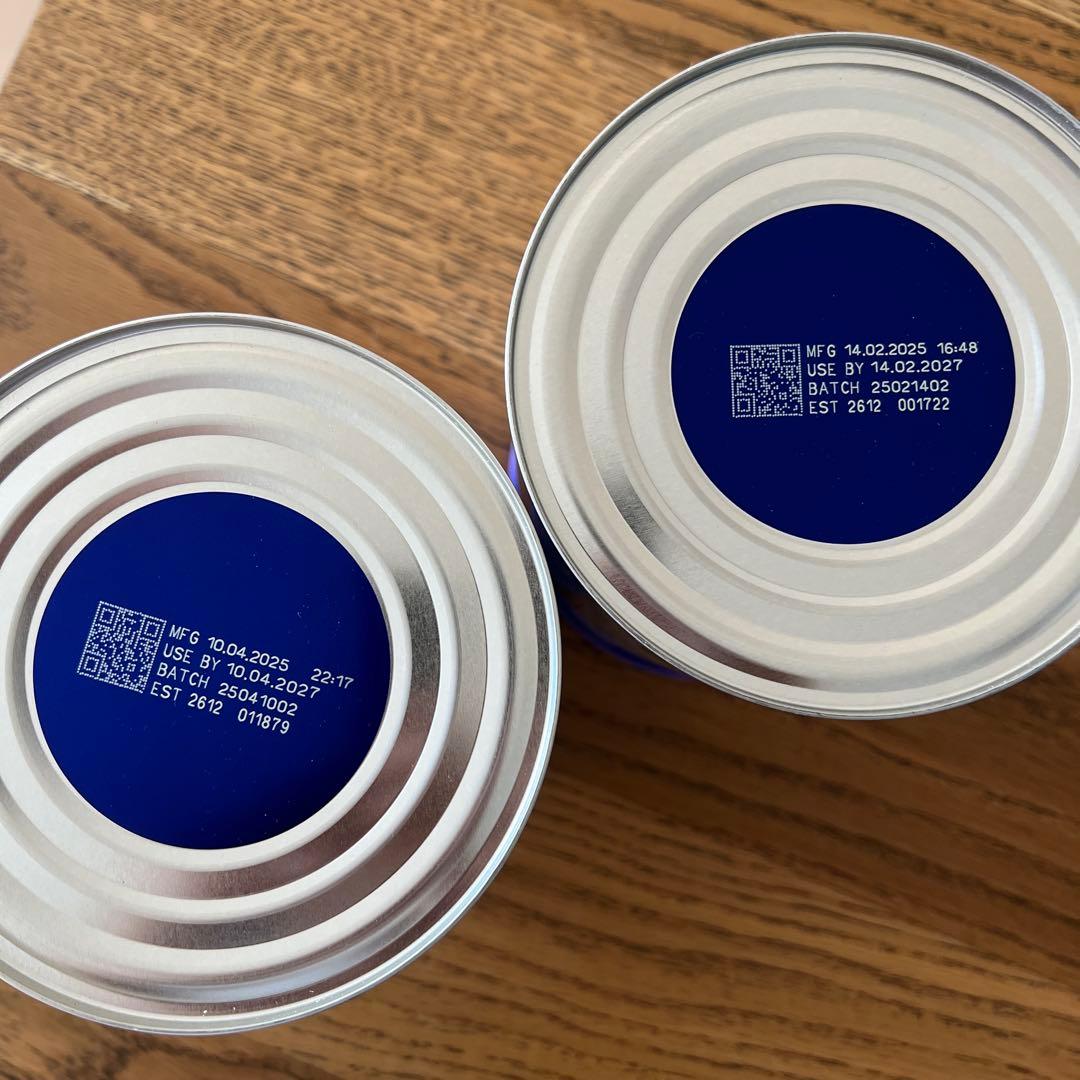 MFG 14.02.2025 16:48
USE BY 14.02.2027
BATCH 25021402
EST 2612 001722
MFG 10.04.2025 22:17
USE BY 10.04.2027
BATCH 25041002
EST 2612 011879